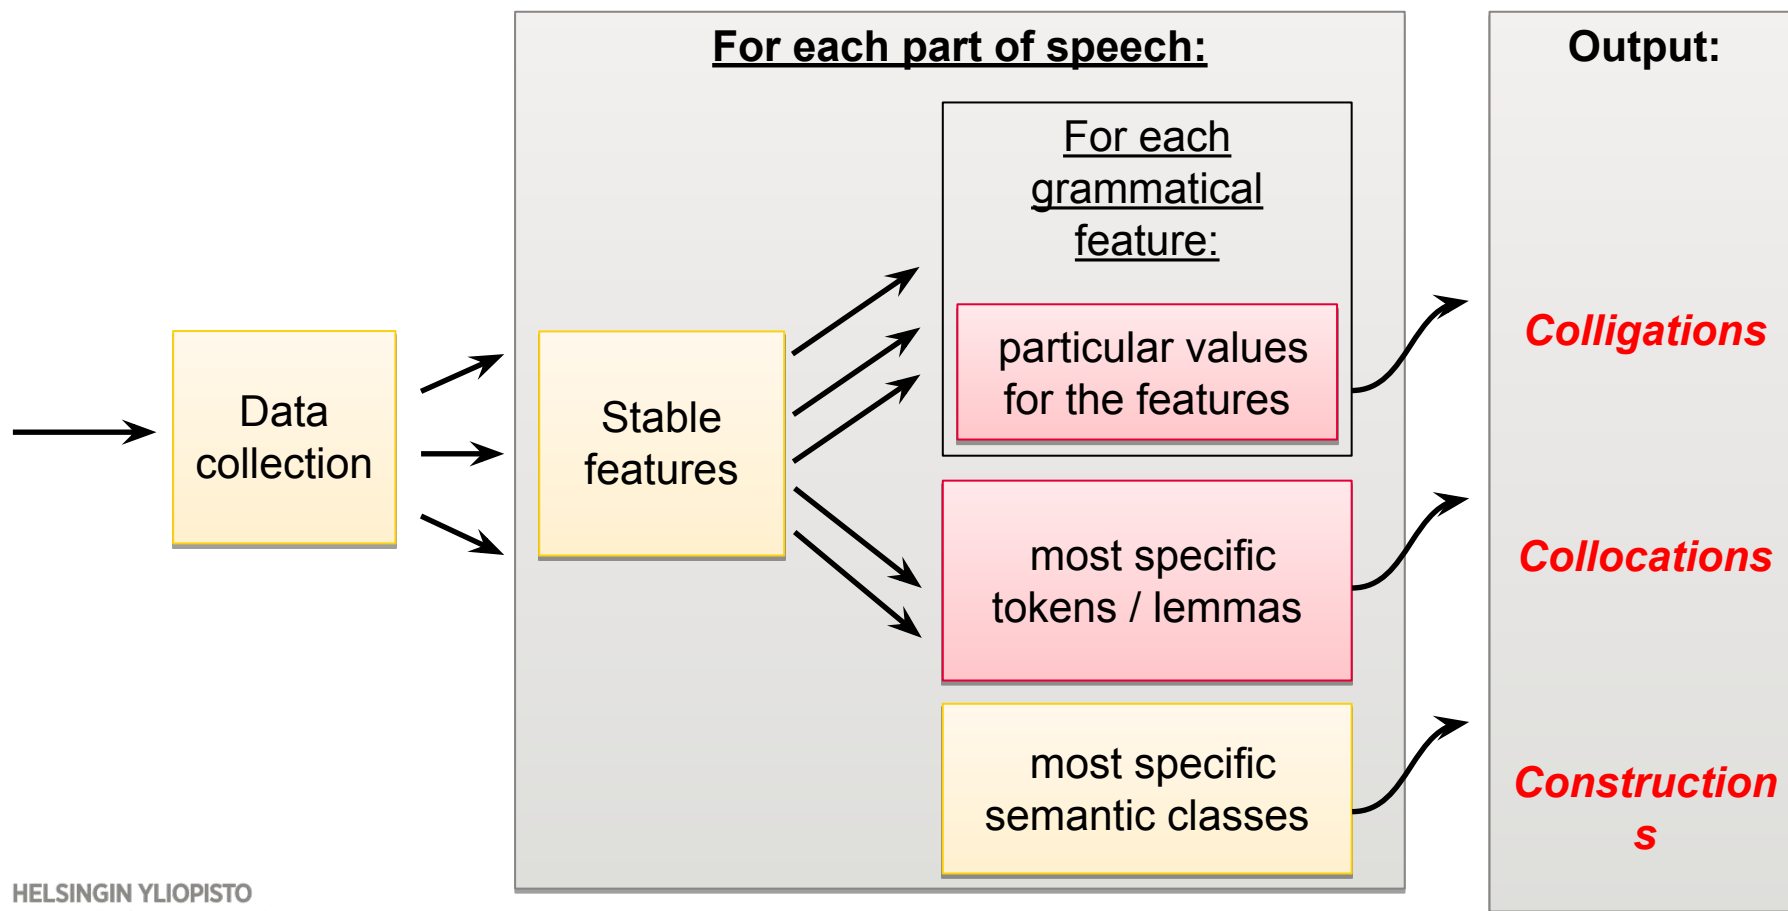 For each part of speech:
Output:
For each
grammatical
feature:
particular values
for the features
Colligations
Data
collection
Stable
features
most specific
tokens / lemmas
Collocations
most specific
semantic classes
Construction
s
HELSINGIN YLIOPISTO